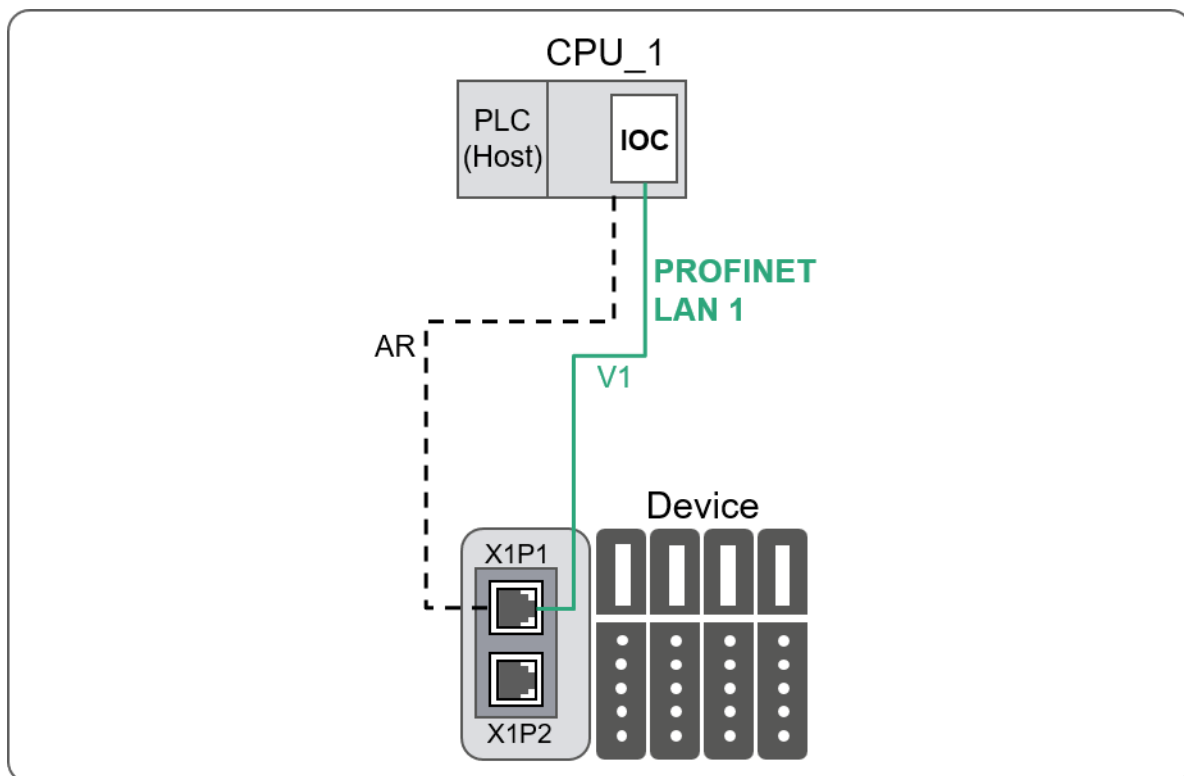 CPU_1
PLC
(Host)
IOC
PROFINET
LAN 1
AR
V1
Device
X1P1
X1P2